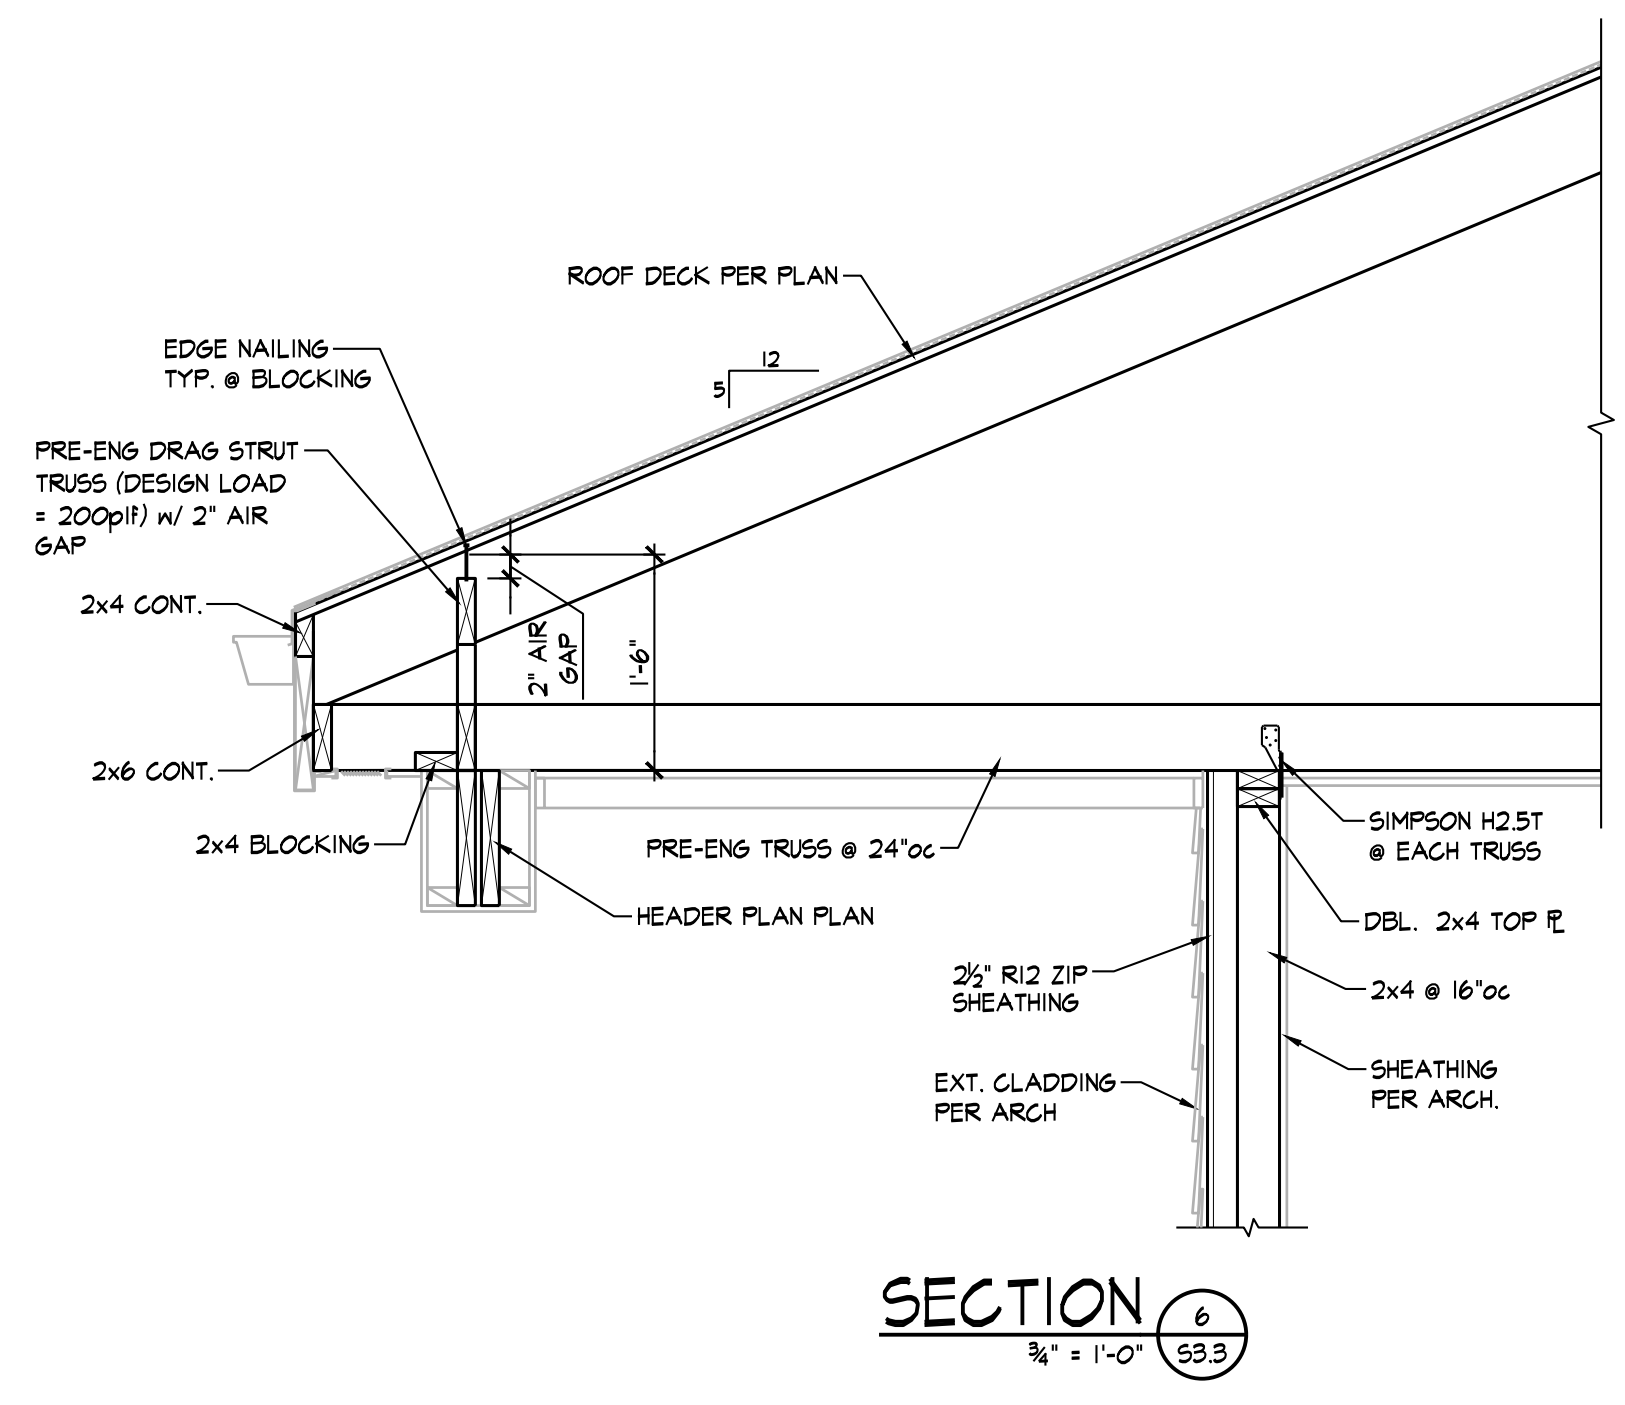 ROOF DECK PER PLAN
EDGE NAILING
TYP. @ BLOCKING
12
5
PRE-ENG DRAG STRUT
TRUSS (DESIGN LOAD
= 200plf) w/ 2" AIR
GAP
2x4 CONT.
2" AIR
GAP
1'-6"
2x6 CONT.
2x4 BLOCKING
PRE-ENG TRUSS @ 24"oc
HEADER PLAN PLAN
SIMPSON H2.5T
@ EACH TRUSS
DBL. 2x4 TOP ℄
2½" R12 ZIP
SHEATHING
2x4 @ 16"oc
EXT. CLADDING
PER ARCH
SHEATHING
PER ARCH.
SECTION
¾" = 1'-0"
6
S3.3